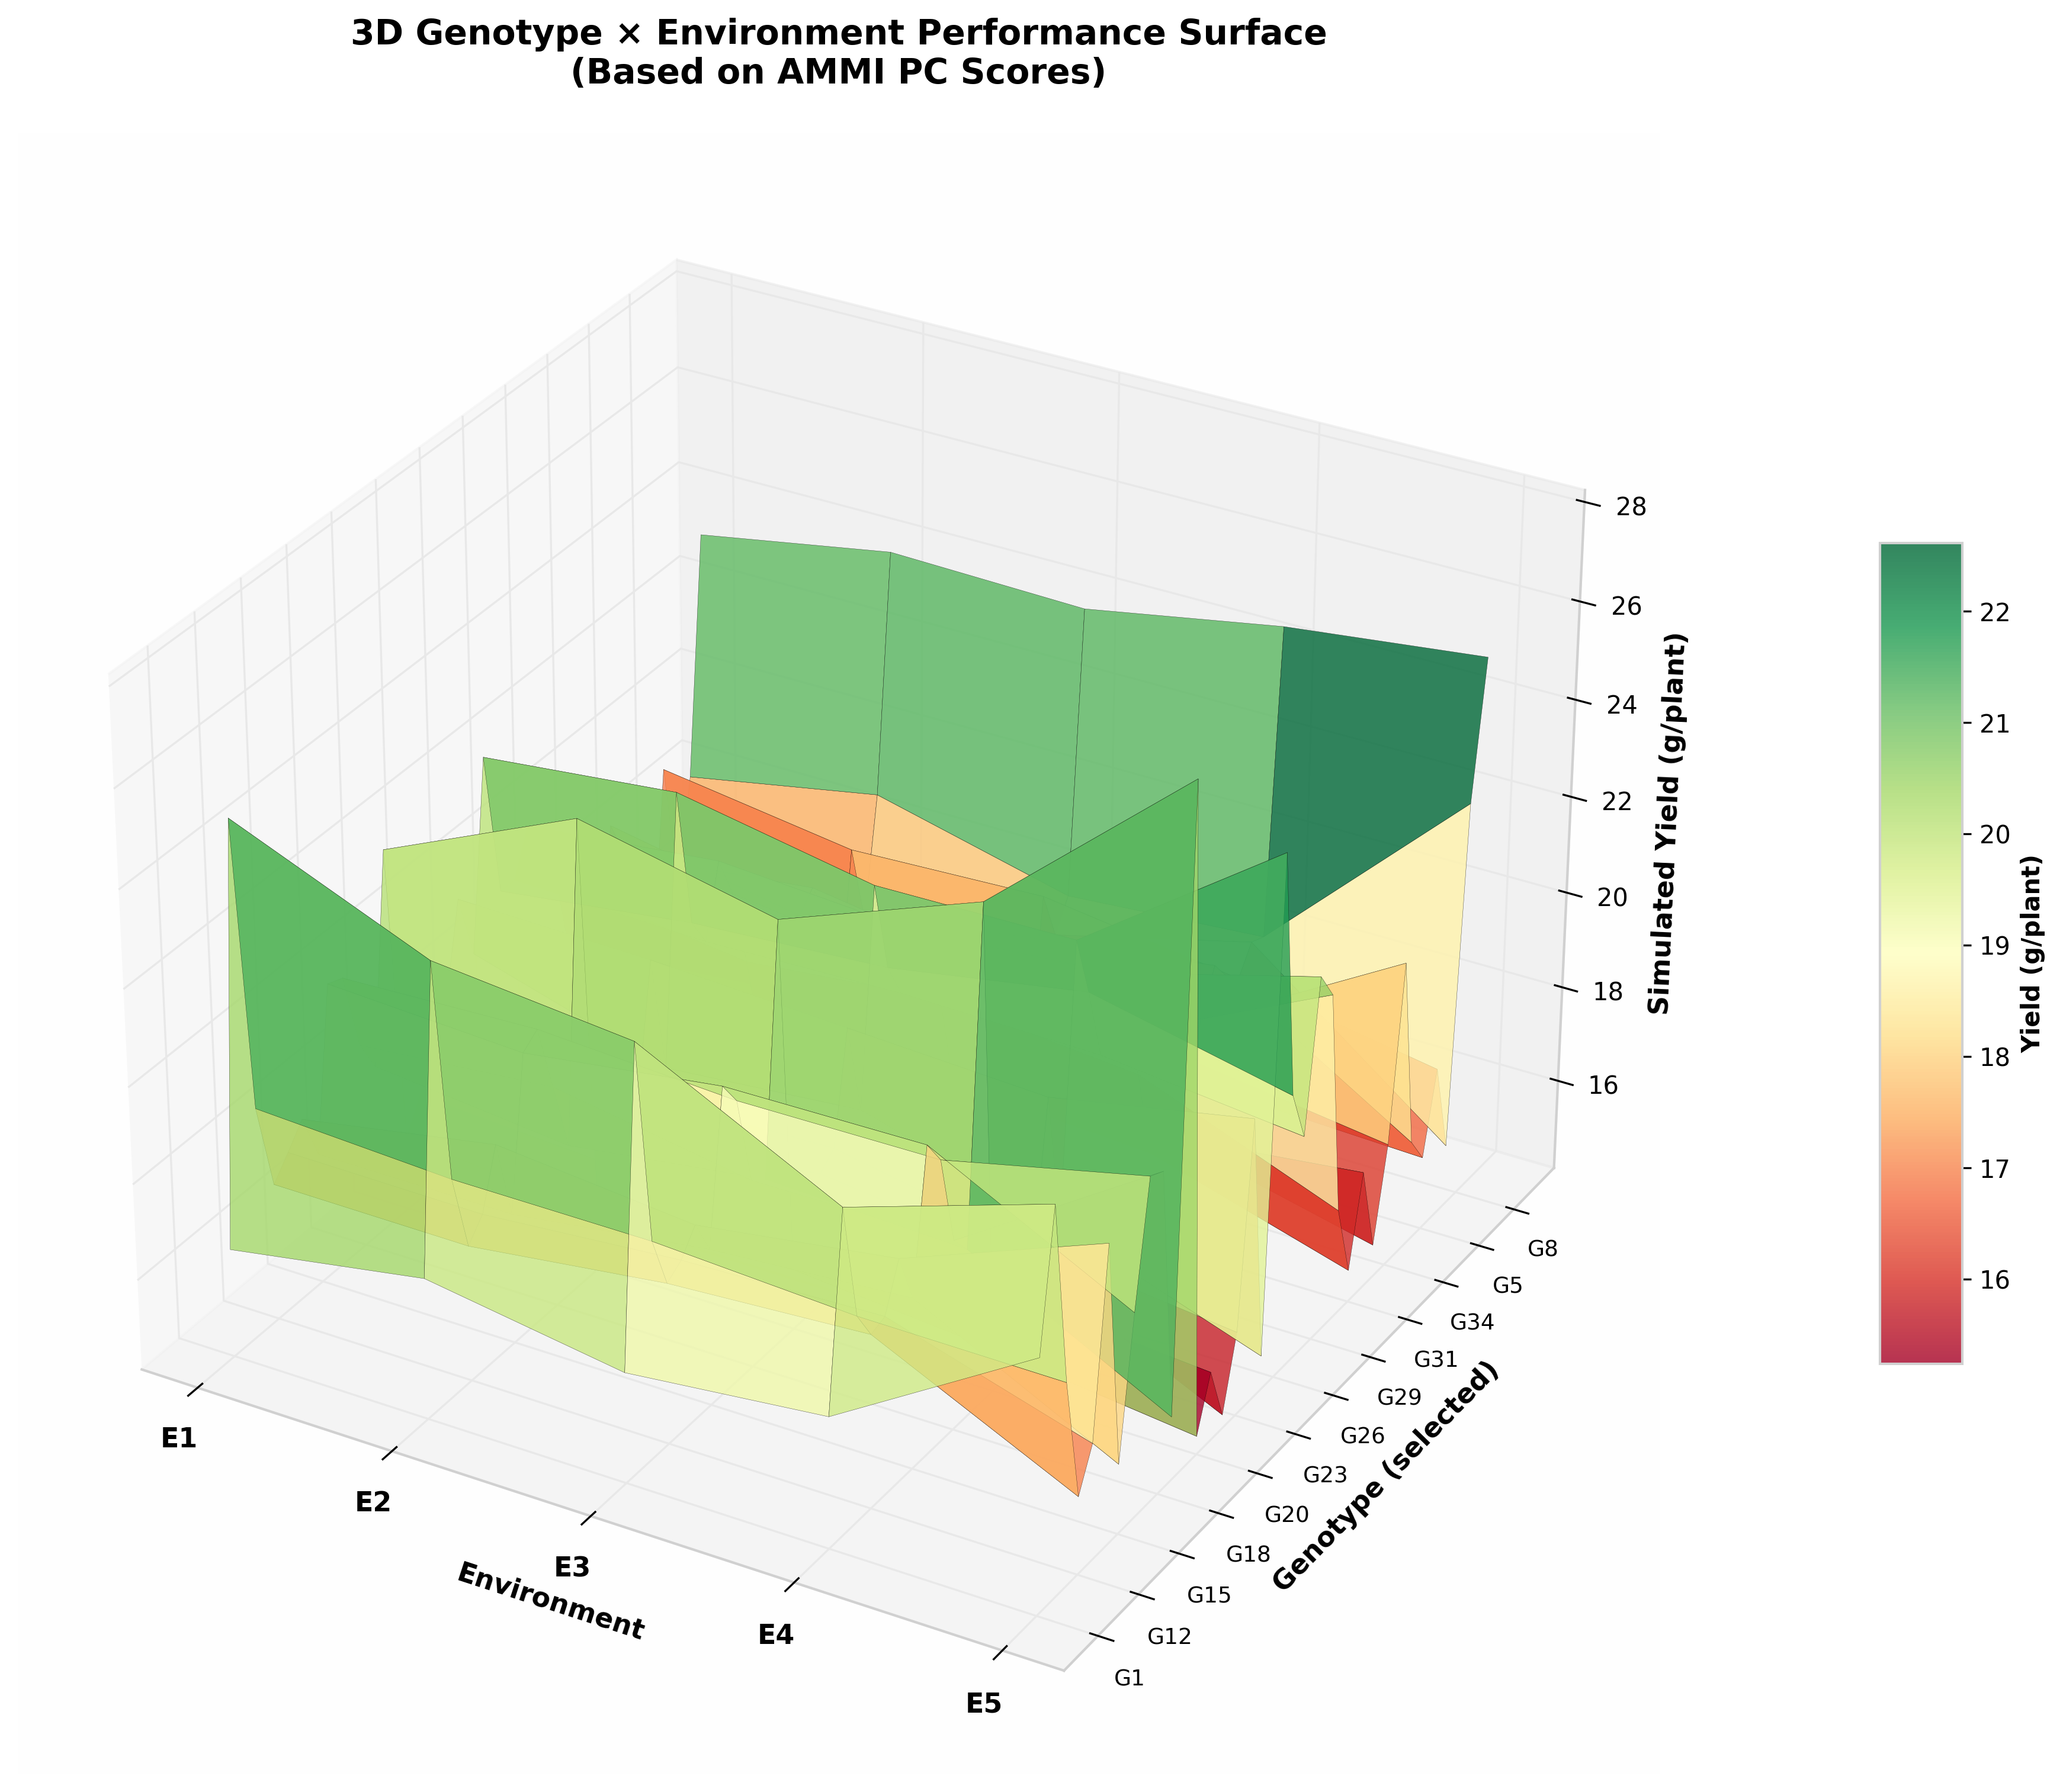 3D Genotype × Environment Performance Surface
(Based on AMMI PC Scores)
28
26
24
22
20
18
16
Simulated Yield (g/plant)
22
21
20
19
18
17
16
Yield (g/plant)
E1
E2
E3
E4
E5
Environment
G1
G12
G15
G18
G20
G23
G26
G29
G31
G34
G5
G8
Genotype (selected)